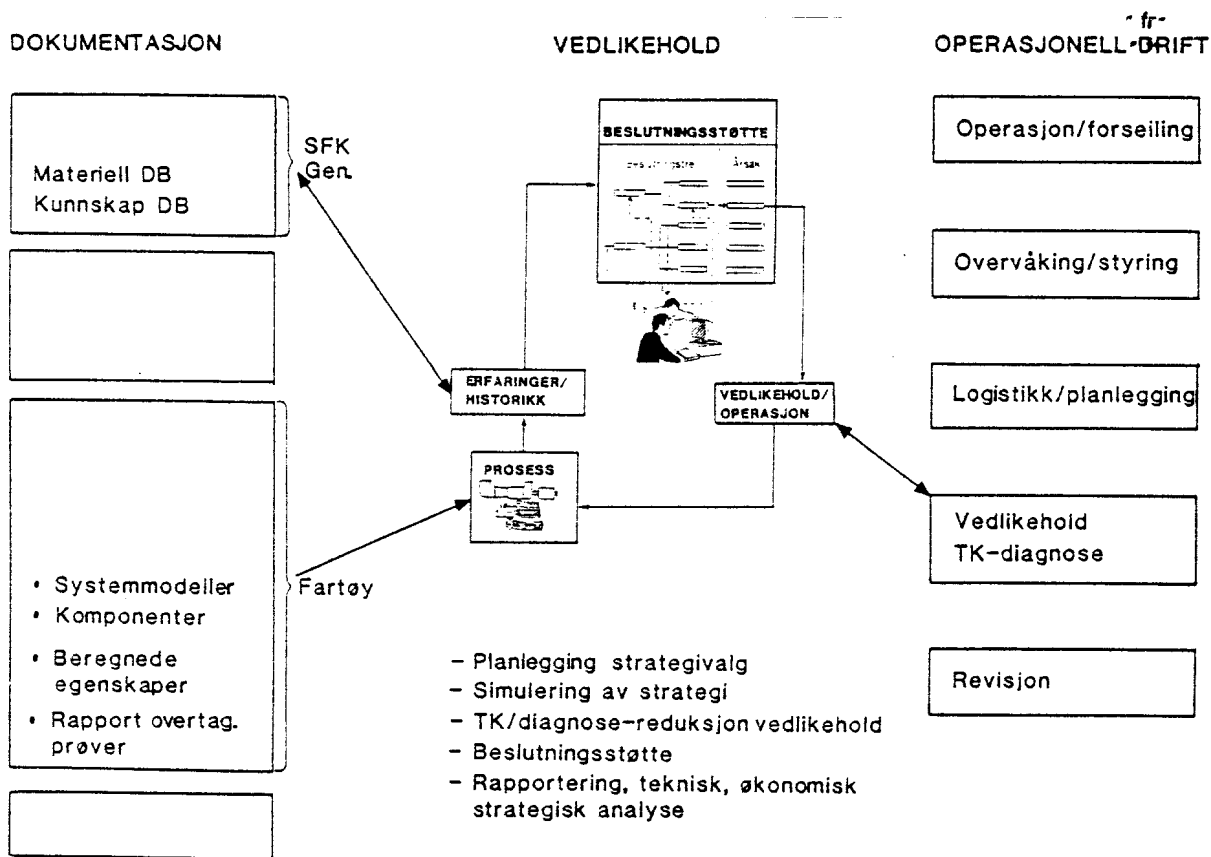 DOKUMENTASJON
Materiell DB
Kunnskap DB
SFK
Gen.
• Systemmodeller
• Komponenter
• Beregnede
egenskaper
• Rapport overtag.
prøver
Fartøy
VEDLIKEHOLD
BESLUTNINGSSTØTTE
Beslutningstre
Årsak
ERFARINGER/
HISTORIKK
VEDLIKEHOLD/
OPERASJON
PROSESS
– Planlegging strategivalg
– Simulering av strategi
– TK/diagnose-reduksjon vedlikehold
– Beslutningsstøtte
– Rapportering, teknisk, økonomisk
strategisk analyse
OPERASJONELL DRIFT
Operasjon/forseiling
Overvåking/styring
Logistikk/planlegging
Vedlikehold
TK-diagnose
Revisjon